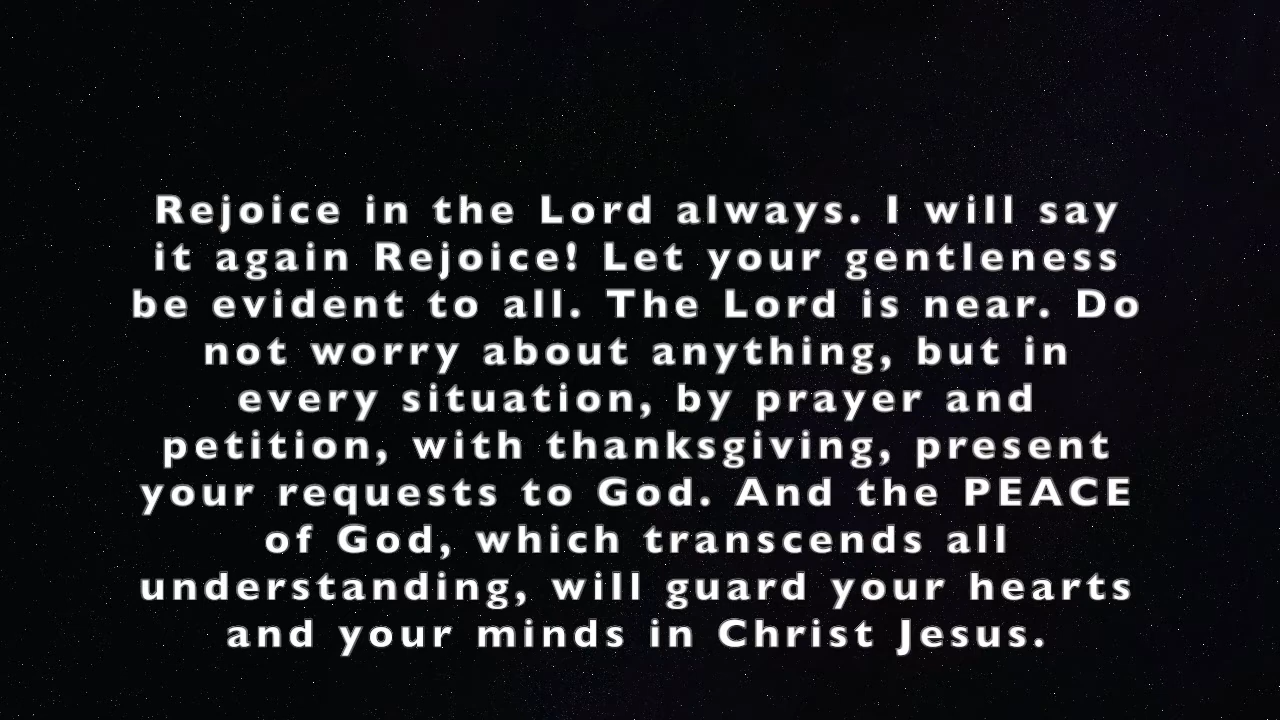 Rejoice in the Lord always. I will say
it again Rejoice! Let your gentleness
be evident to all. The Lord is near. Do
not worry about anything, but in
every situation, by prayer and
petition, with thanksgiving, present
your requests to God. And the PEACE
of God, which transcends all
understanding, will guard your hearts
and your minds in Christ Jesus.